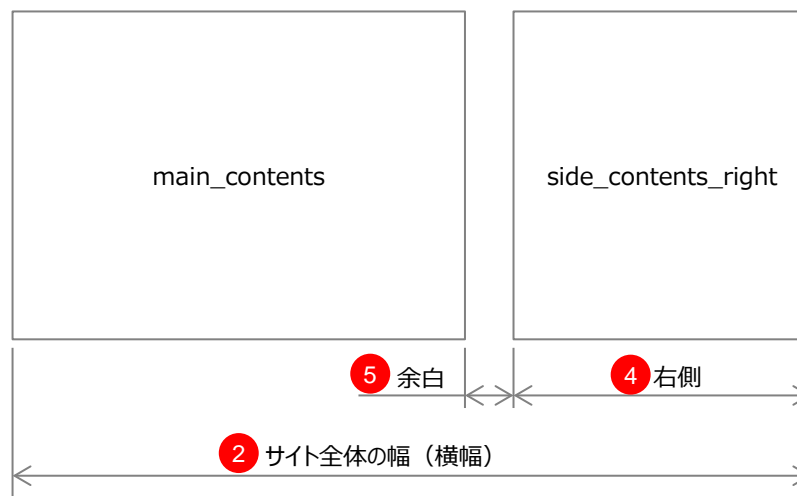 main_contents
side_contents_right
5 余白
4 右側
2 サイト全体の幅（横幅）